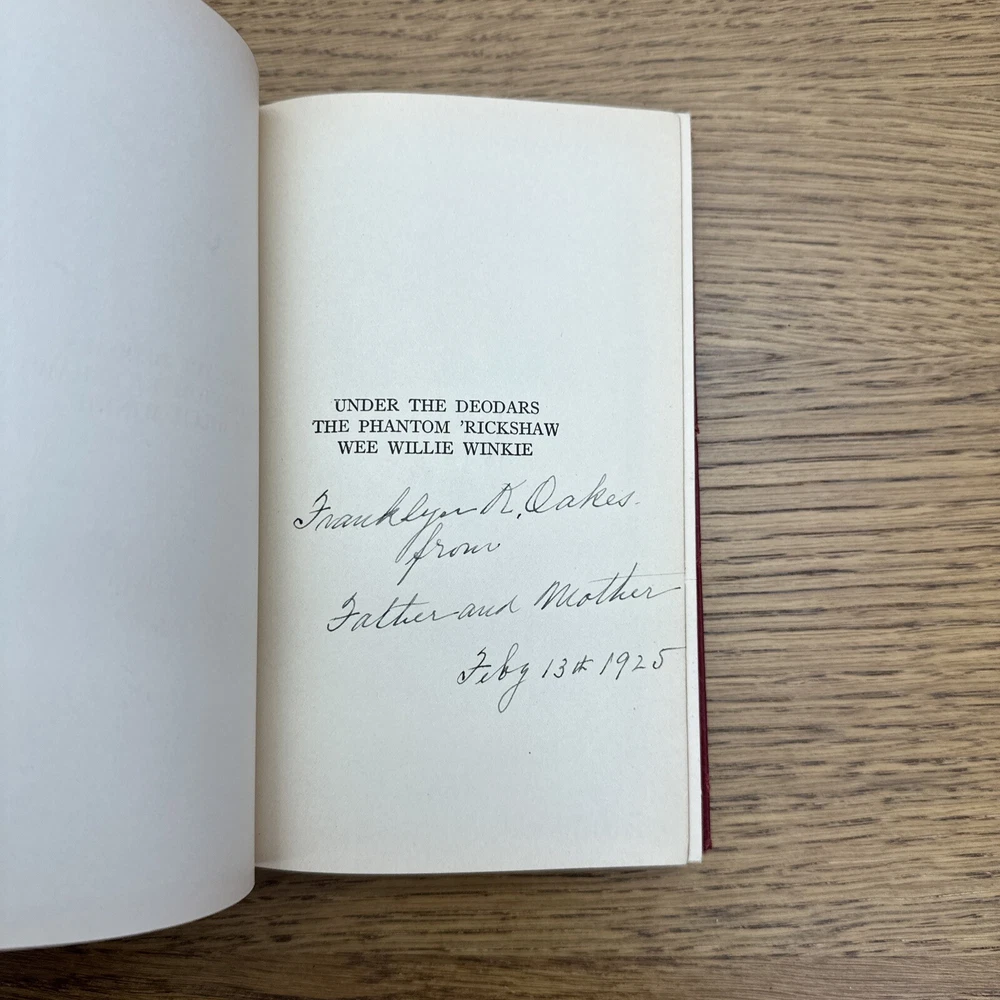 UNDER THE DEODARS
THE PHANTOM 'RICKSHAW
WEE WILLIE WINKIE
Franklyn K. Oakes.
from
Father and Mother
Feby 13th 1925